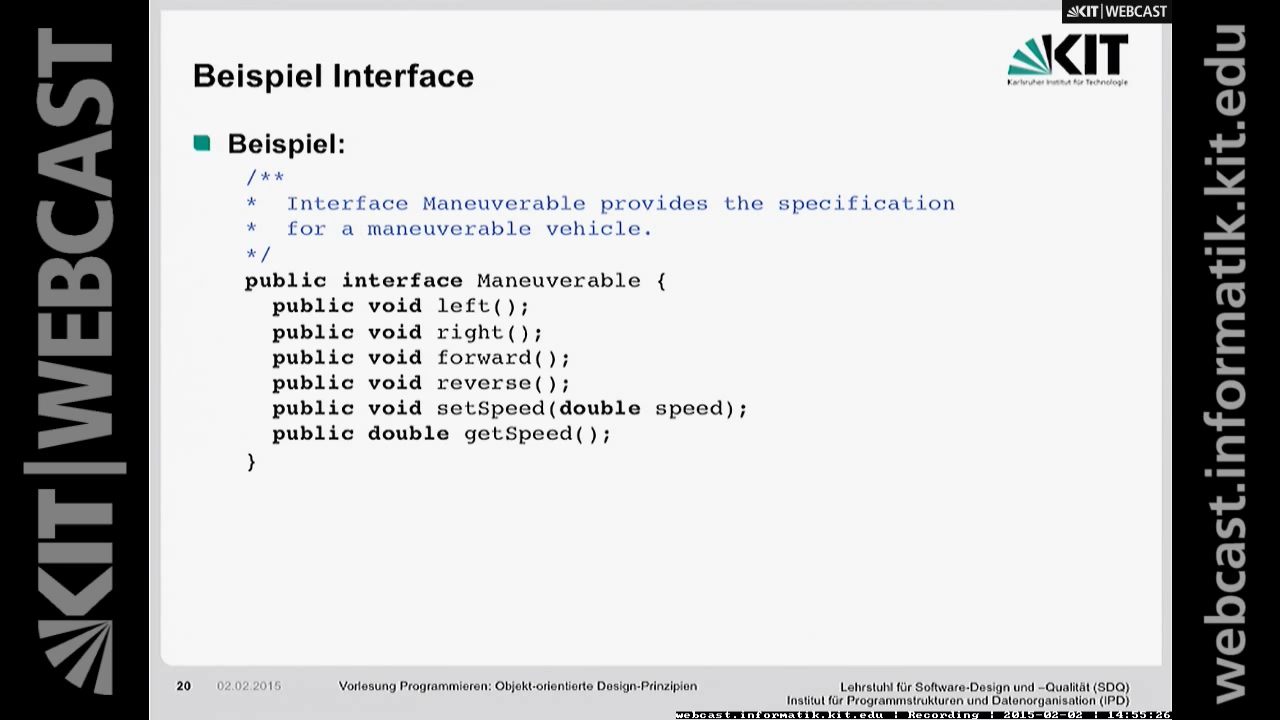 KIT|WEBCAST
KIT|WEBCAST
KIT
Karlsruher Institut für Technologie
Beispiel Interface
Beispiel:
/**
*  Interface Maneuverable provides the specification
*  for a maneuverable vehicle.
*/
public interface Maneuverable {
  public void left();
  public void right();
  public void forward();
  public void reverse();
  public void setSpeed(double speed);
  public double getSpeed();
}
webcast.informatik.kit.edu
20 02.02.2015 Vorlesung Programmieren: Objekt-orientierte Design-Prinzipien
Lehrstuhl für Software-Design und –Qualität (SDQ)
Institut für Programmstrukturen und Datenorganisation (IPD)
webcast.informatik.kit.edu | Recording | 2015-02-02 | 14:55:26